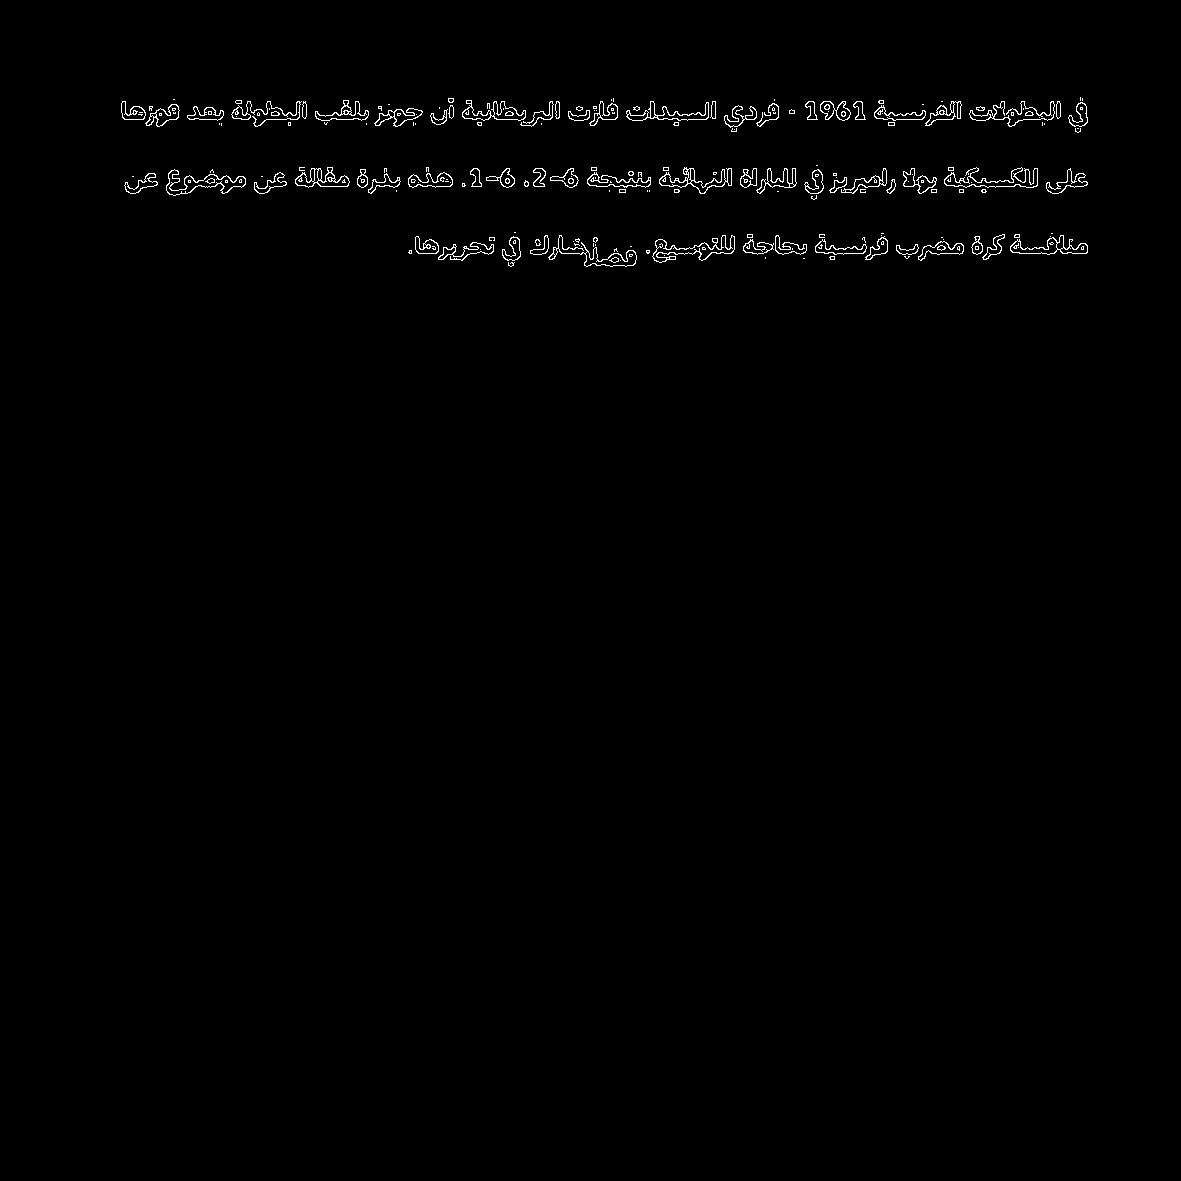 في البطولات الفرنسية 1961 - فردي السيدات فازت البريطانية آن جونز بلقب البطولة بعد فوزها
على المكسيكية يولا راميريز في المباراة النهائية بنتيجة 6–2، 6–1. هذه بذرة مقالة عن موضوع عن
منافسة كرة مضرب فرنسية بحاجة للتوسيع. فضلًا شارك في تحريرها.